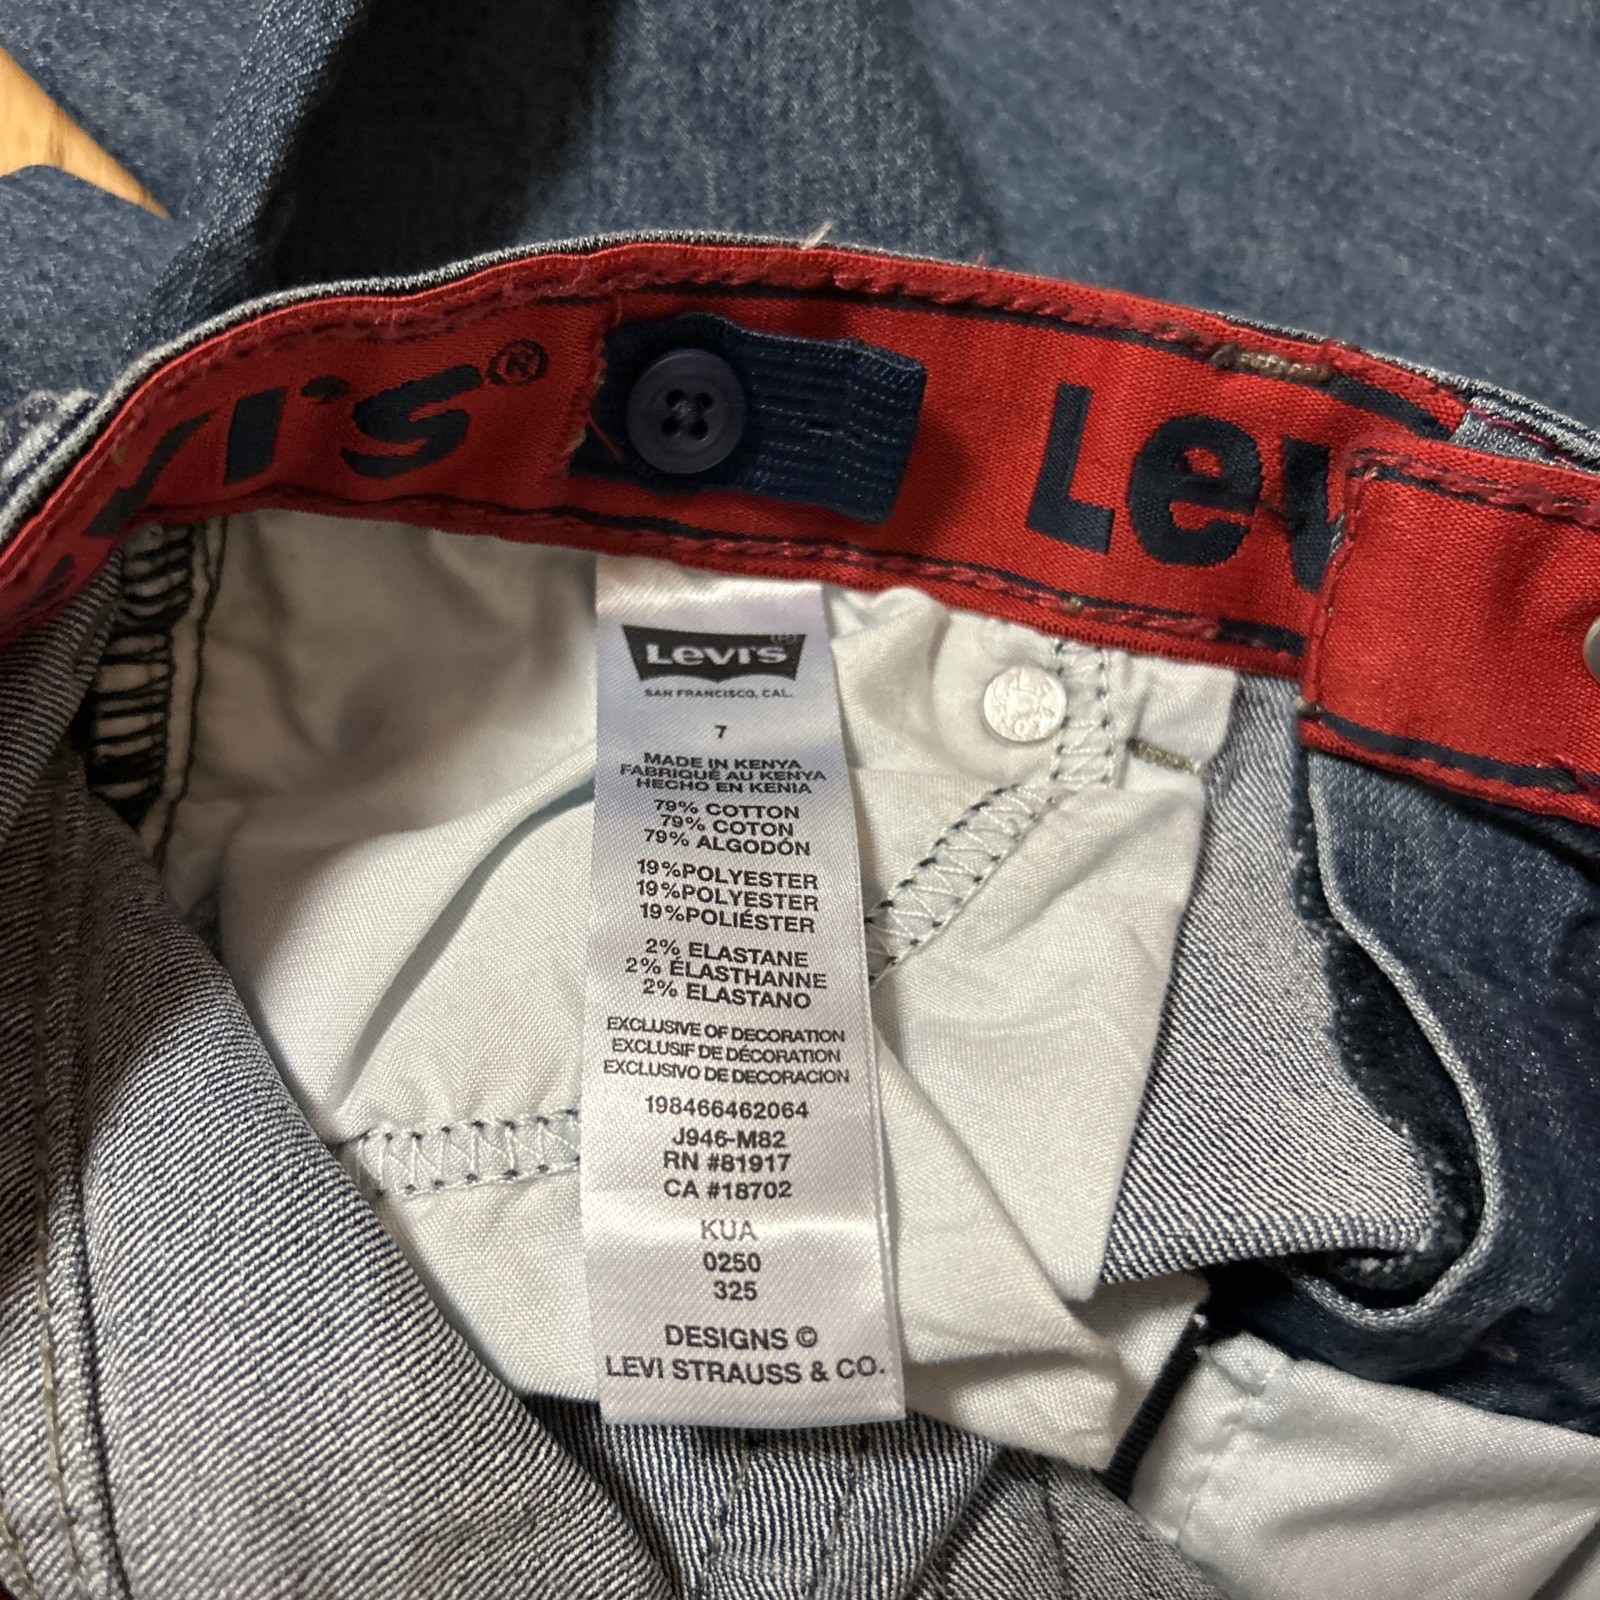 Levi's®
Lev
Levi's
SAN FRANCISCO, CAL.
7
MADE IN KENYA
FABRIQUÉ AU KENYA
HECHO EN KENIA
79% COTTON
79% COTON
79% ALGODÓN
19%POLYESTER
19%POLYESTER
19%POLIÉSTER
2% ELASTANE
2% ÉLASTHANNE
2% ELASTANO
EXCLUSIVE OF DECORATION
EXCLUSIF DE DÉCORATION
EXCLUSIVO DE DECORACION
198466462064
J946-M82
RN #81917
CA #18702
KUA
0250
325
DESIGNS ©
LEVI STRAUSS & CO.